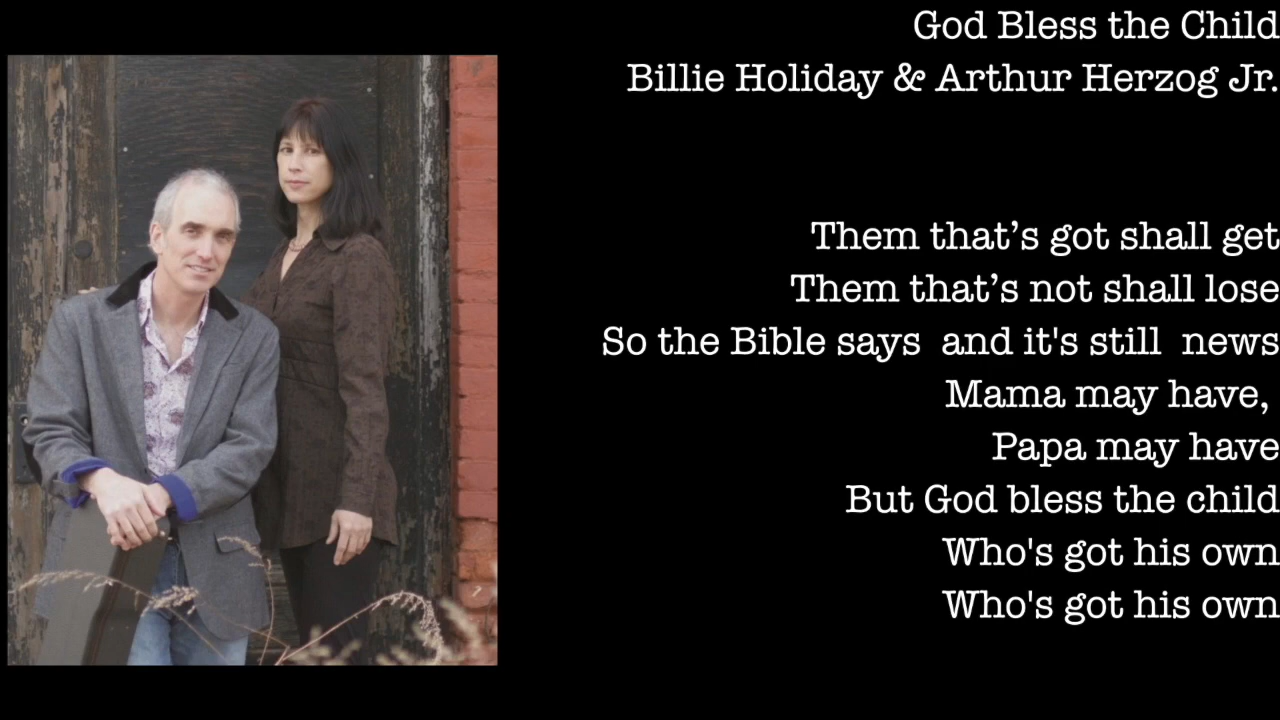 God Bless the Child
Billie Holiday & Arthur Herzog Jr.
Them that’s got shall get
Them that’s not shall lose
So the Bible says  and it's still  news
Mama may have,
Papa may have
But God bless the child
Who's got his own
Who's got his own